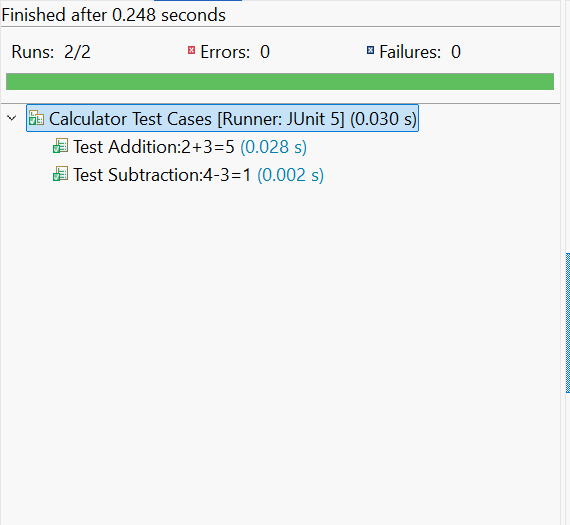 Finished after 0.248 seconds
Runs: 2/2 Errors: 0 Failures: 0
Calculator Test Cases [Runner: JUnit 5] (0.030 s)
Test Addition:2+3=5 (0.028 s)
Test Subtraction:4-3=1 (0.002 s)